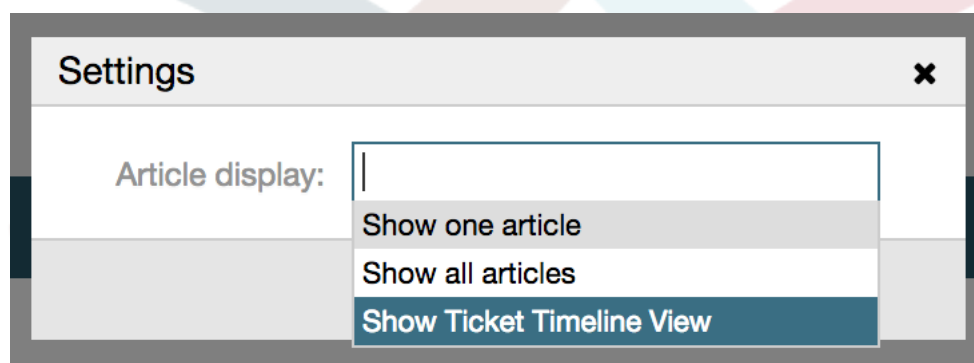 Settings
Article display:
Show one article
Show all articles
Show Ticket Timeline View